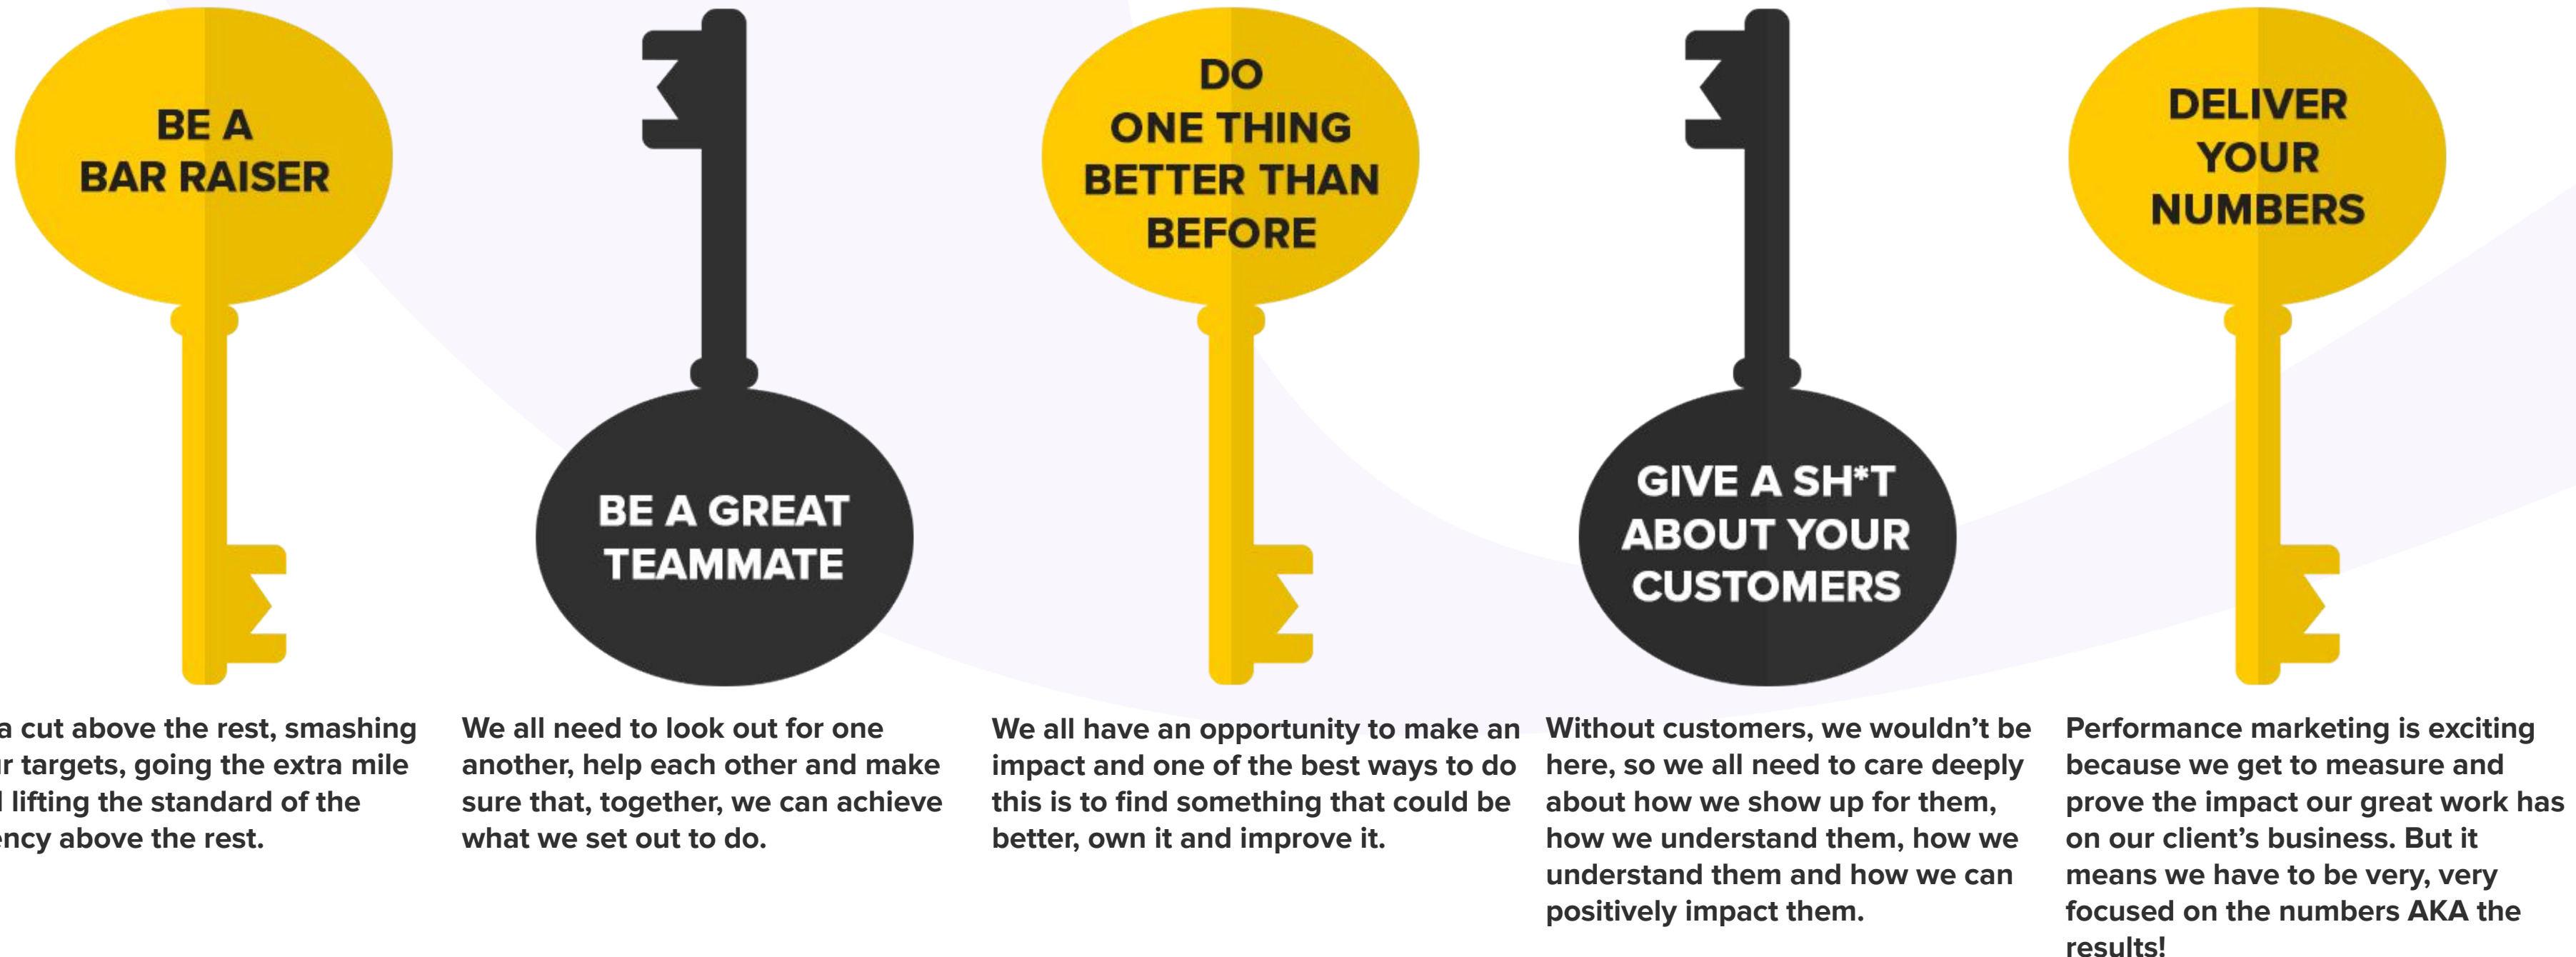 BE A
BAR RAISER
BE A GREAT
TEAMMATE
DO
ONE THING
BETTER THAN
BEFORE
GIVE A SH*T
ABOUT YOUR
CUSTOMERS
DELIVER
YOUR
NUMBERS
a cut above the rest, smashing
targets, going the extra mile
lifting the standard of the
above the rest.
We all need to look out for one
another, help each other and make
sure that, together, we can achieve
what we set out to do.
We all have an opportunity to make an
impact and one of the best ways to do
this is to find something that could be
better, own it and improve it.
Without customers, we wouldn't be
here, so we all need to care deeply
about how we show up for them,
how we understand them, how we
understand them and how we can
positively impact them.
Performance marketing is exciting
because we get to measure and
prove the impact our great work has
on our client's business. But it
means we have to be very, very
focused on the numbers AKA the
results!